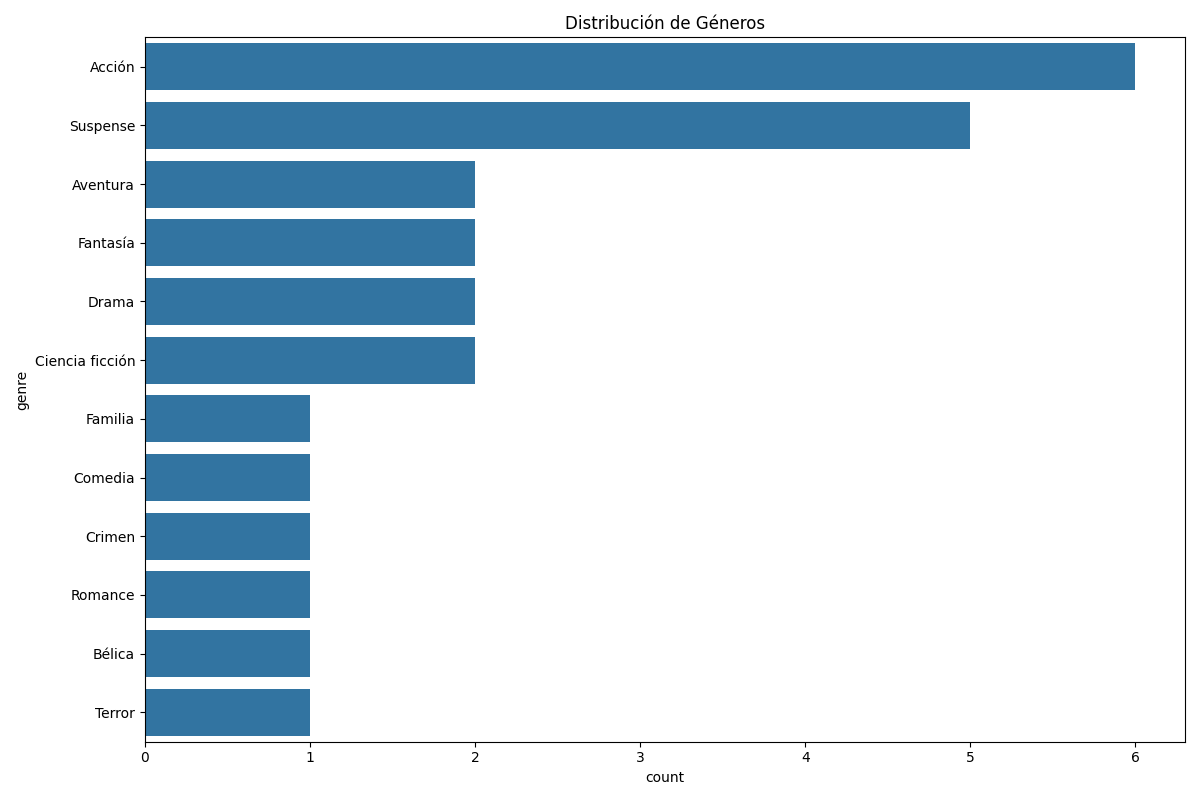 Distribución de Géneros
genre
Acción
Suspense
Aventura
Fantasía
Drama
Ciencia ficción
Familia
Comedia
Crimen
Romance
Bélica
Terror
0 1 2 3 4 5 6
count